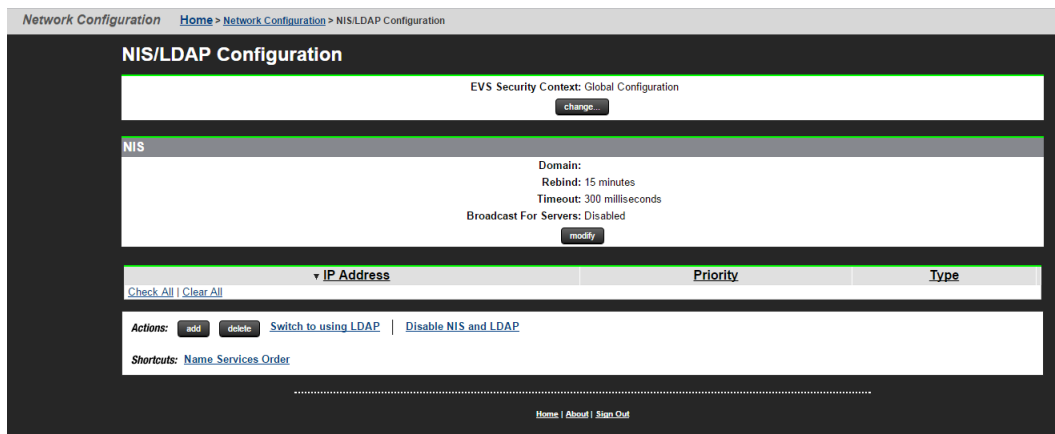 Network Configuration Home > Network Configuration > NIS/LDAP Configuration
NIS/LDAP Configuration
EVS Security Context: Global Configuration
change...
NIS
Domain:
Rebind: 15 minutes
Timeout: 300 milliseconds
Broadcast For Servers: Disabled
modify
▼ IP Address Priority Type
Check All | Clear All
Actions: add delete Switch to using LDAP | Disable NIS and LDAP
Shortcuts: Name Services Order
Home | About | Sign Out